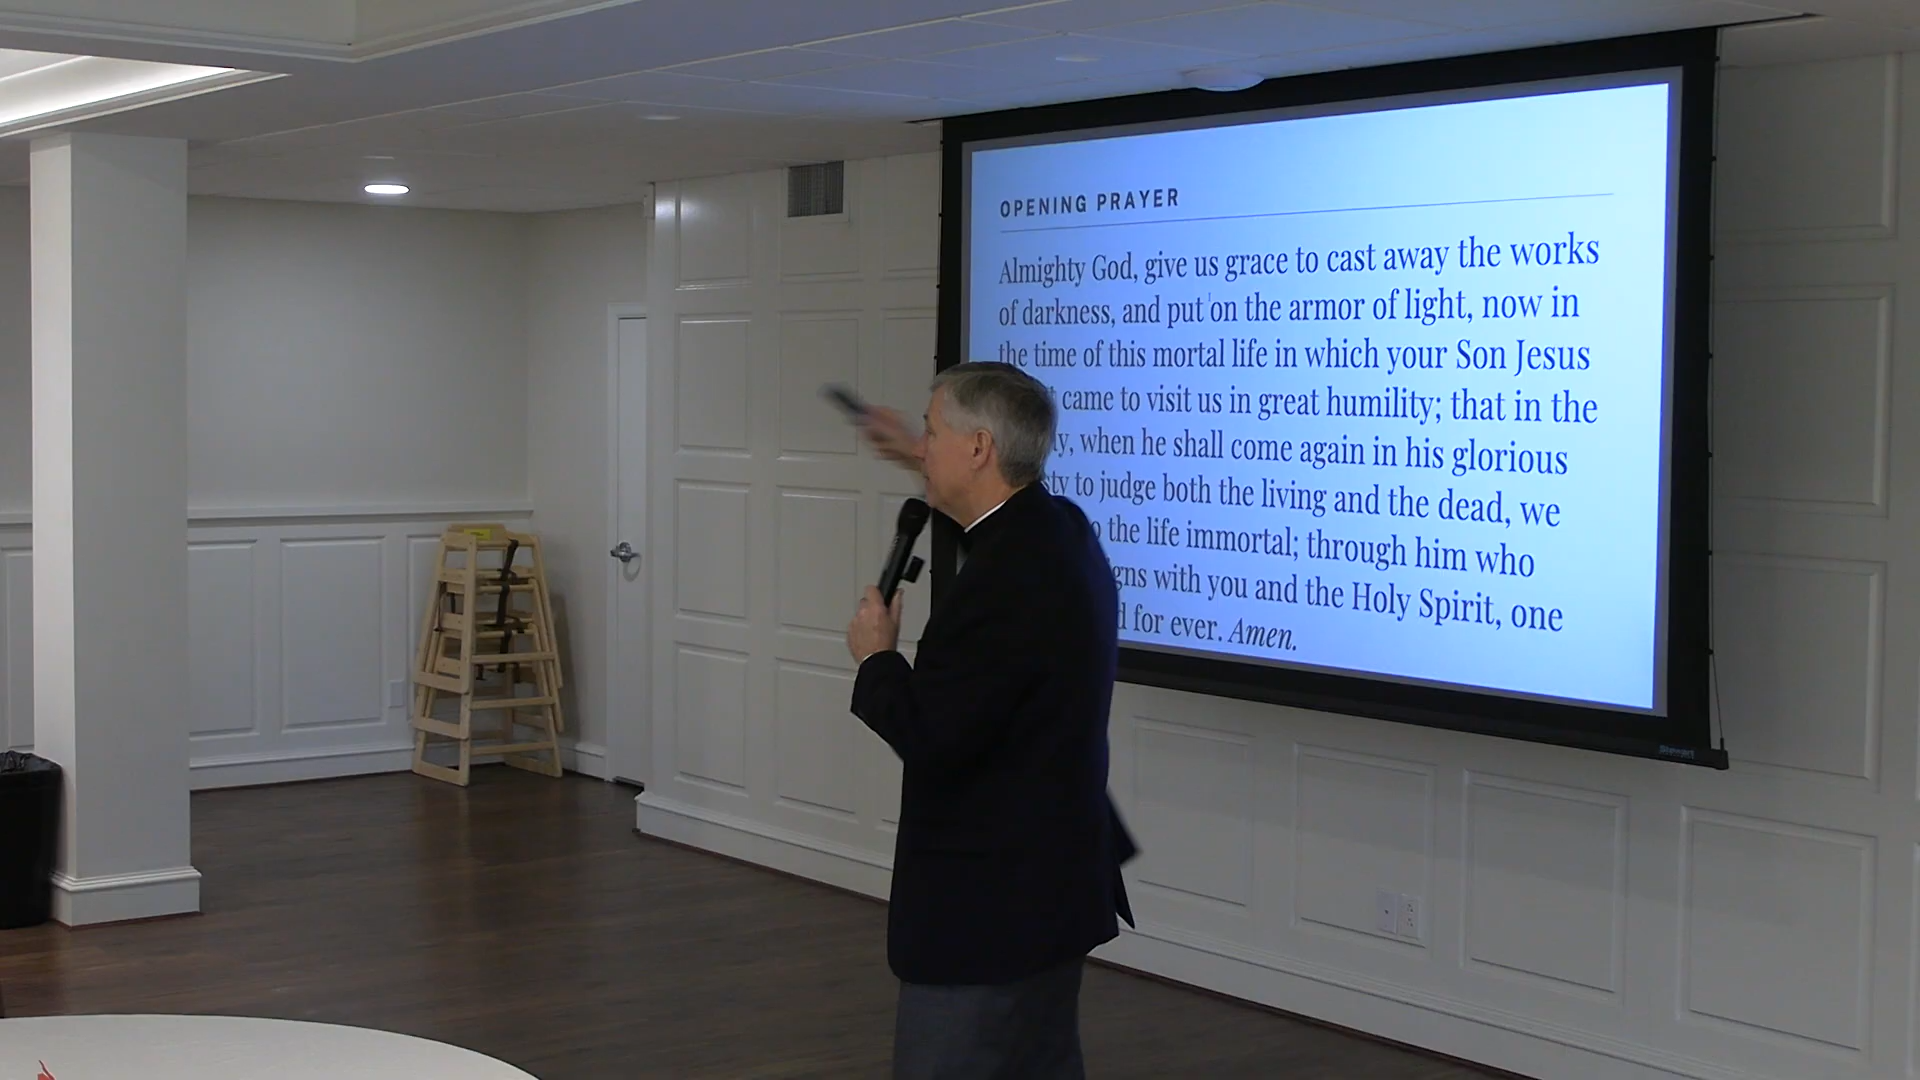 OPENING PRAYER
Almighty God, give us grace to cast away the works
of darkness, and put on the armor of light, now in
the time of this mortal life in which your Son Jesus
came to visit us in great humility; that in the
when he shall come again in his glorious
to judge both the living and the dead, we
the life immortal; through him who
with you and the Holy Spirit, one
for ever. Amen.
Stewart